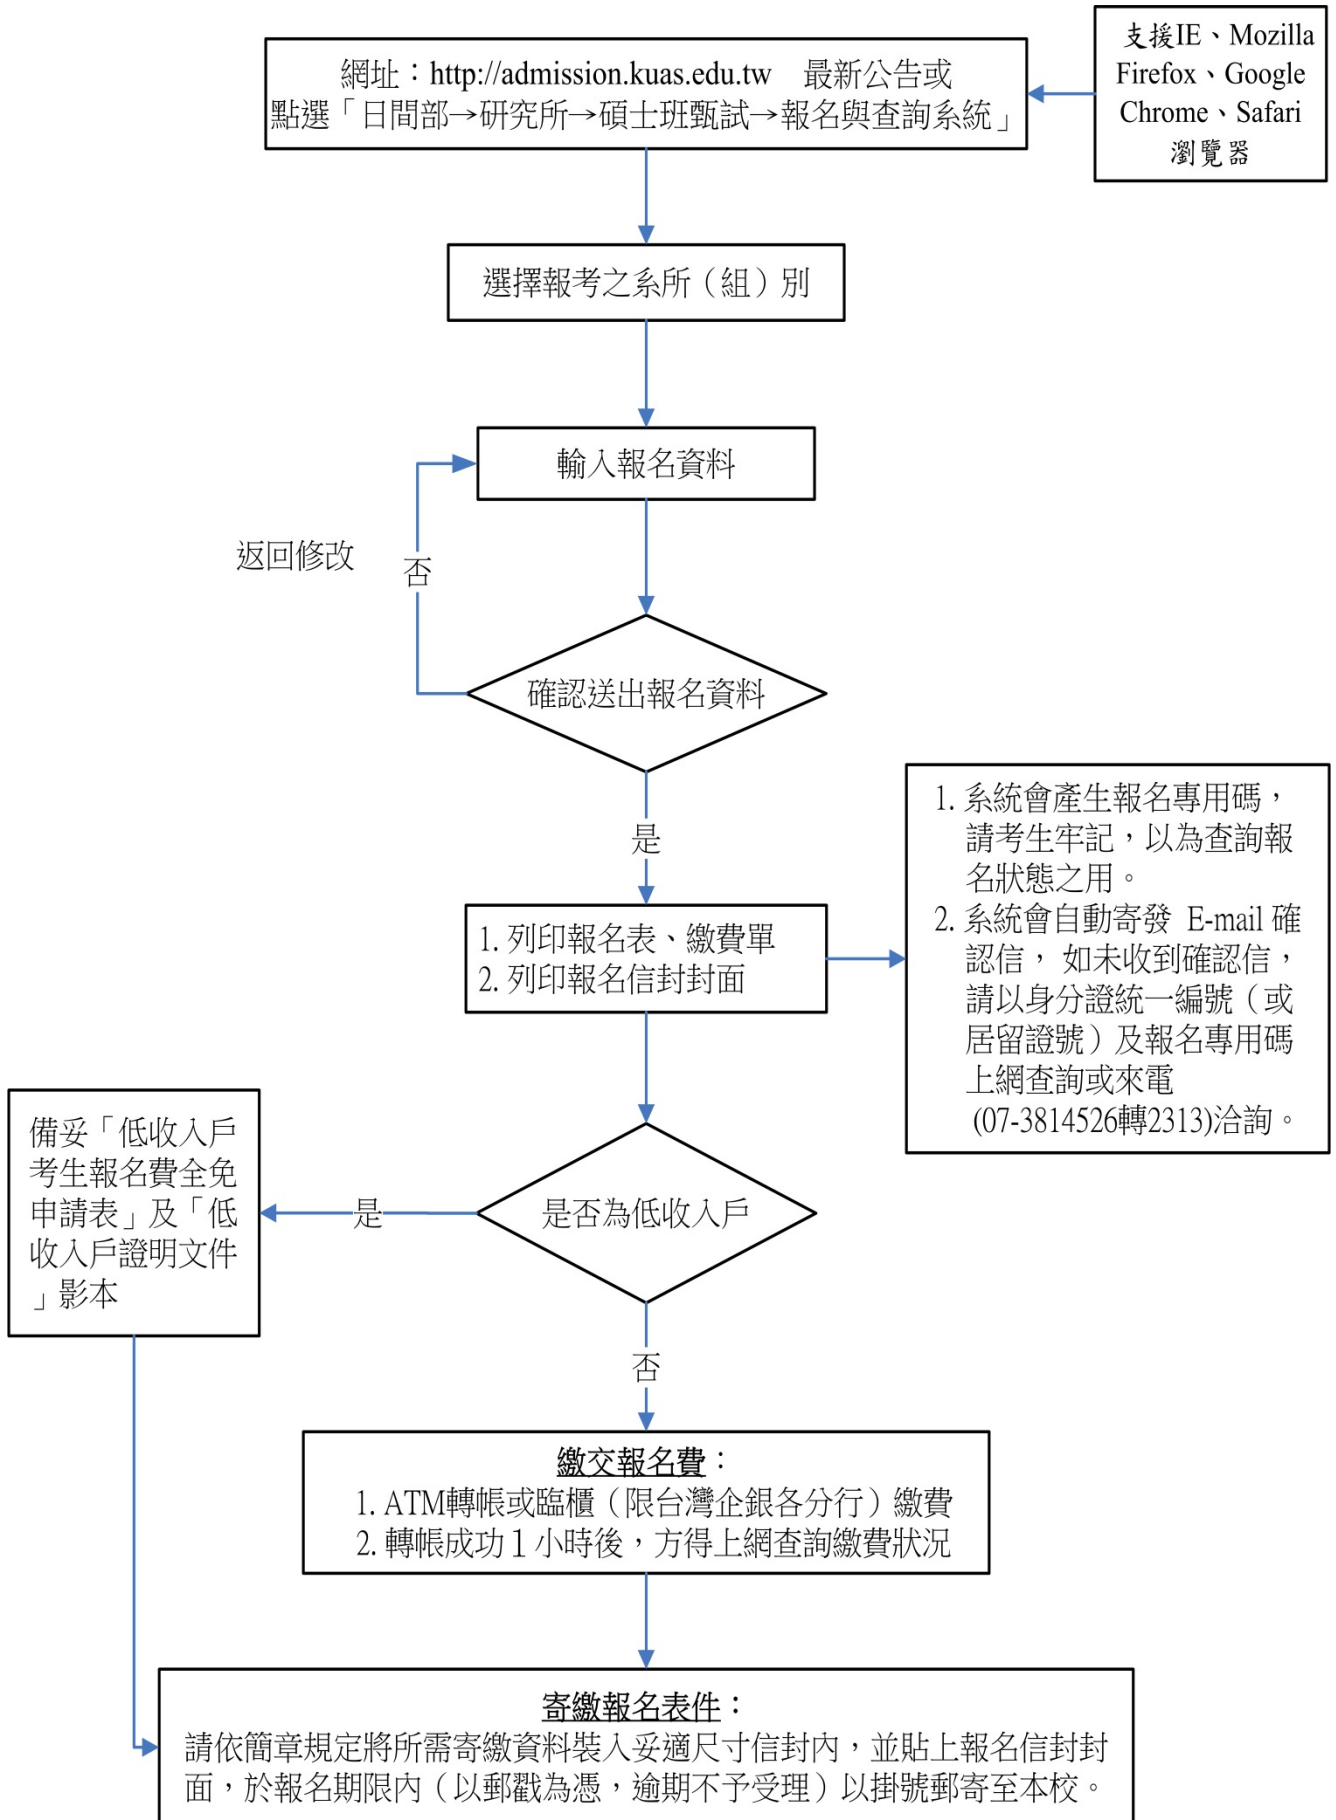 支援IE、Mozilla
Firefox、Google
Chrome、Safari
瀏覽器
網址：http://admission.kuas.edu.tw 最新公告或
點選「日間部→研究所→碩士班甄試→報名與查詢系統」
選擇報考之系所（組）別
輸入報名資料
返回修改
否
確認送出報名資料
是
1. 列印報名表、繳費單
2. 列印報名信封封面
1. 系統會產生報名專用碼，
請考生牢記，以為查詢報
名狀態之用。
2. 系統會自動寄發 E-mail 確
認信， 如未收到確認信，
請以身分證統一編號（或
居留證號）及報名專用碼
上網查詢或來電
(07-3814526轉2313)洽詢。
是否為低收入戶
是
備妥「低收入戶
考生報名費全免
申請表」及「低
收入戶證明文件
」影本
否
繳交報名費：
1. ATM轉帳或臨櫃（限台灣企銀各分行）繳費
2. 轉帳成功１小時後，方得上網查詢繳費狀況
寄繳報名表件：
請依簡章規定將所需寄繳資料裝入妥適尺寸信封內，並貼上報名信封封
面，於報名期限內（以郵戳為憑，逾期不予受理）以掛號郵寄至本校。